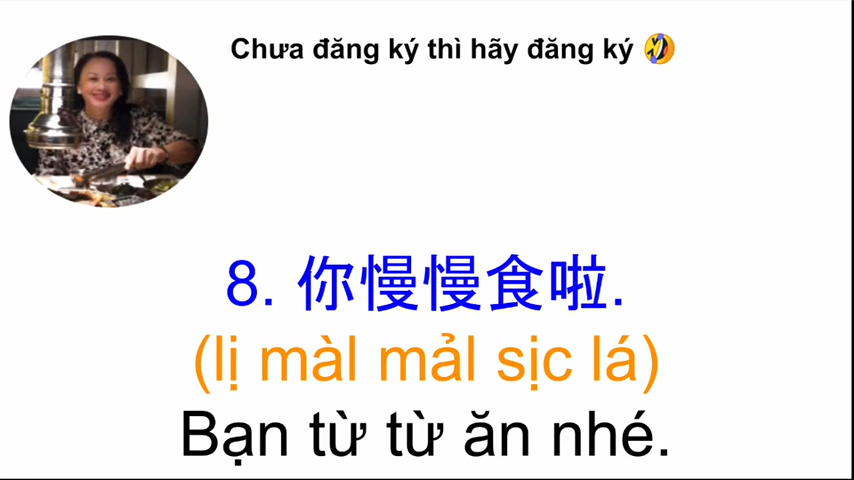 Chưa đăng ký thì hãy đăng ký 🤣
8. 你慢慢食啦.
(lị màl mảl sịc lá)
Bạn từ từ ăn nhé.